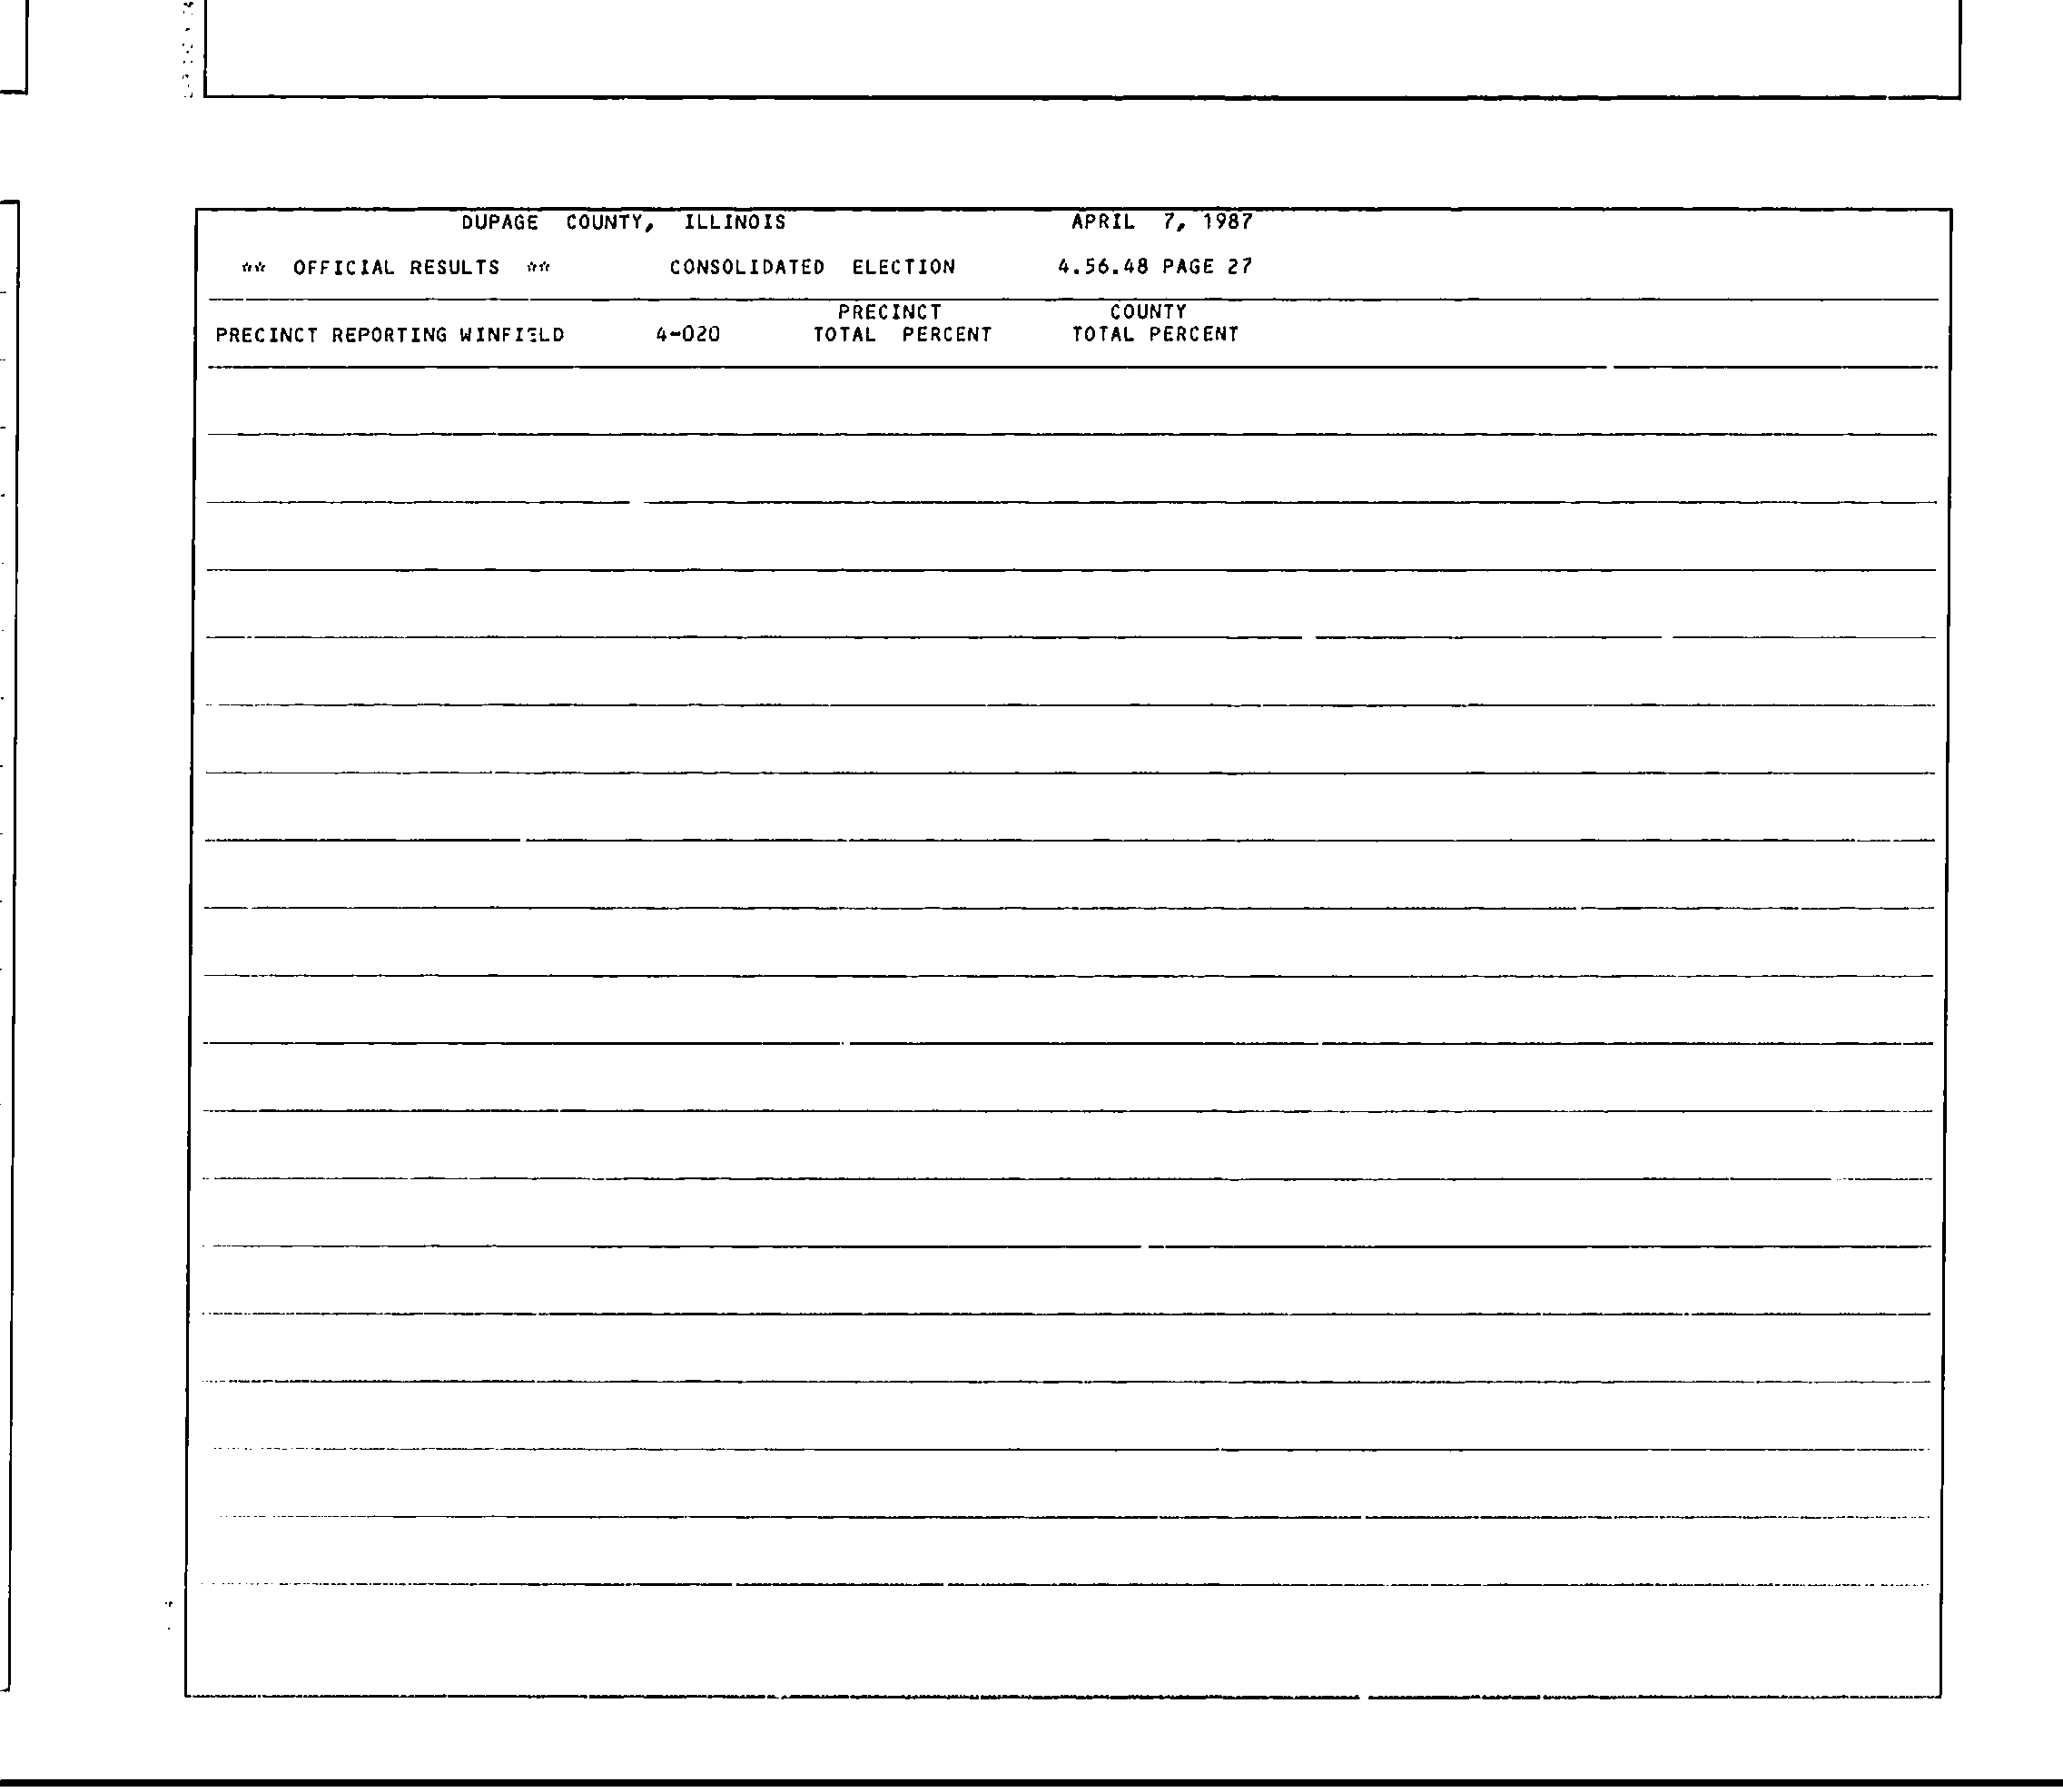 DUPAGE COUNTY, ILLINOIS APRIL 7, 1987
** OFFICIAL RESULTS ** CONSOLIDATED ELECTION 4.56.48 PAGE 27
PRECINCT COUNTY
PRECINCT REPORTING WINFIELD 4-020 TOTAL PERCENT TOTAL PERCENT